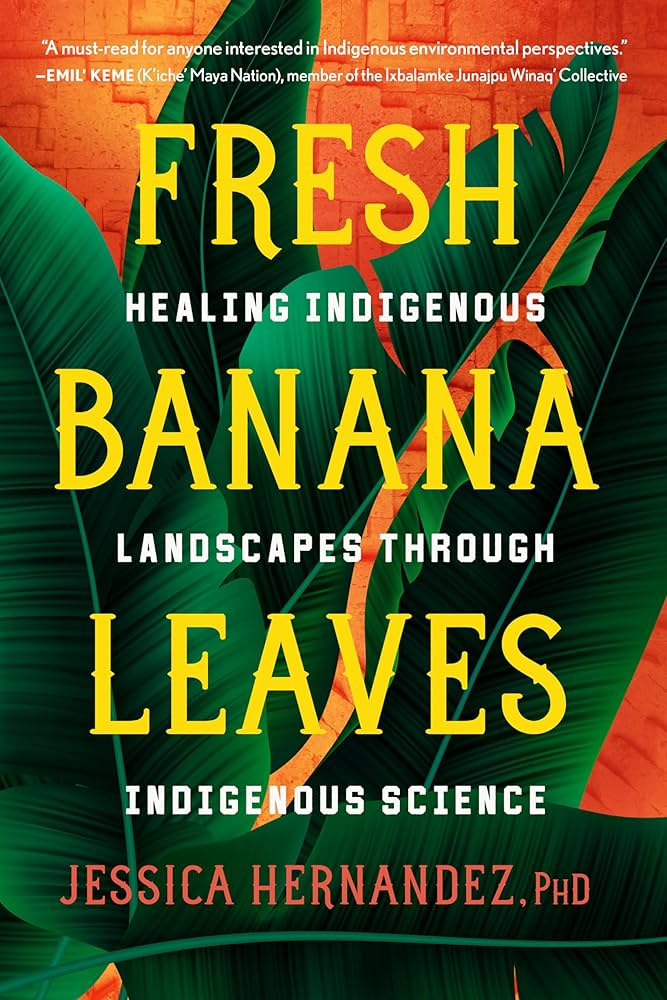 “A must-read for anyone interested in Indigenous environmental perspectives.”
—EMIL’ KEME (K’iche’ Maya Nation), member of the Ixbalamke Junajpu Winaq’ Collective
FRESH
HEALING INDIGENOUS
BANANA
LANDSCAPES THROUGH
LEAVES
INDIGENOUS SCIENCE
JESSICA HERNANDEZ, PhD